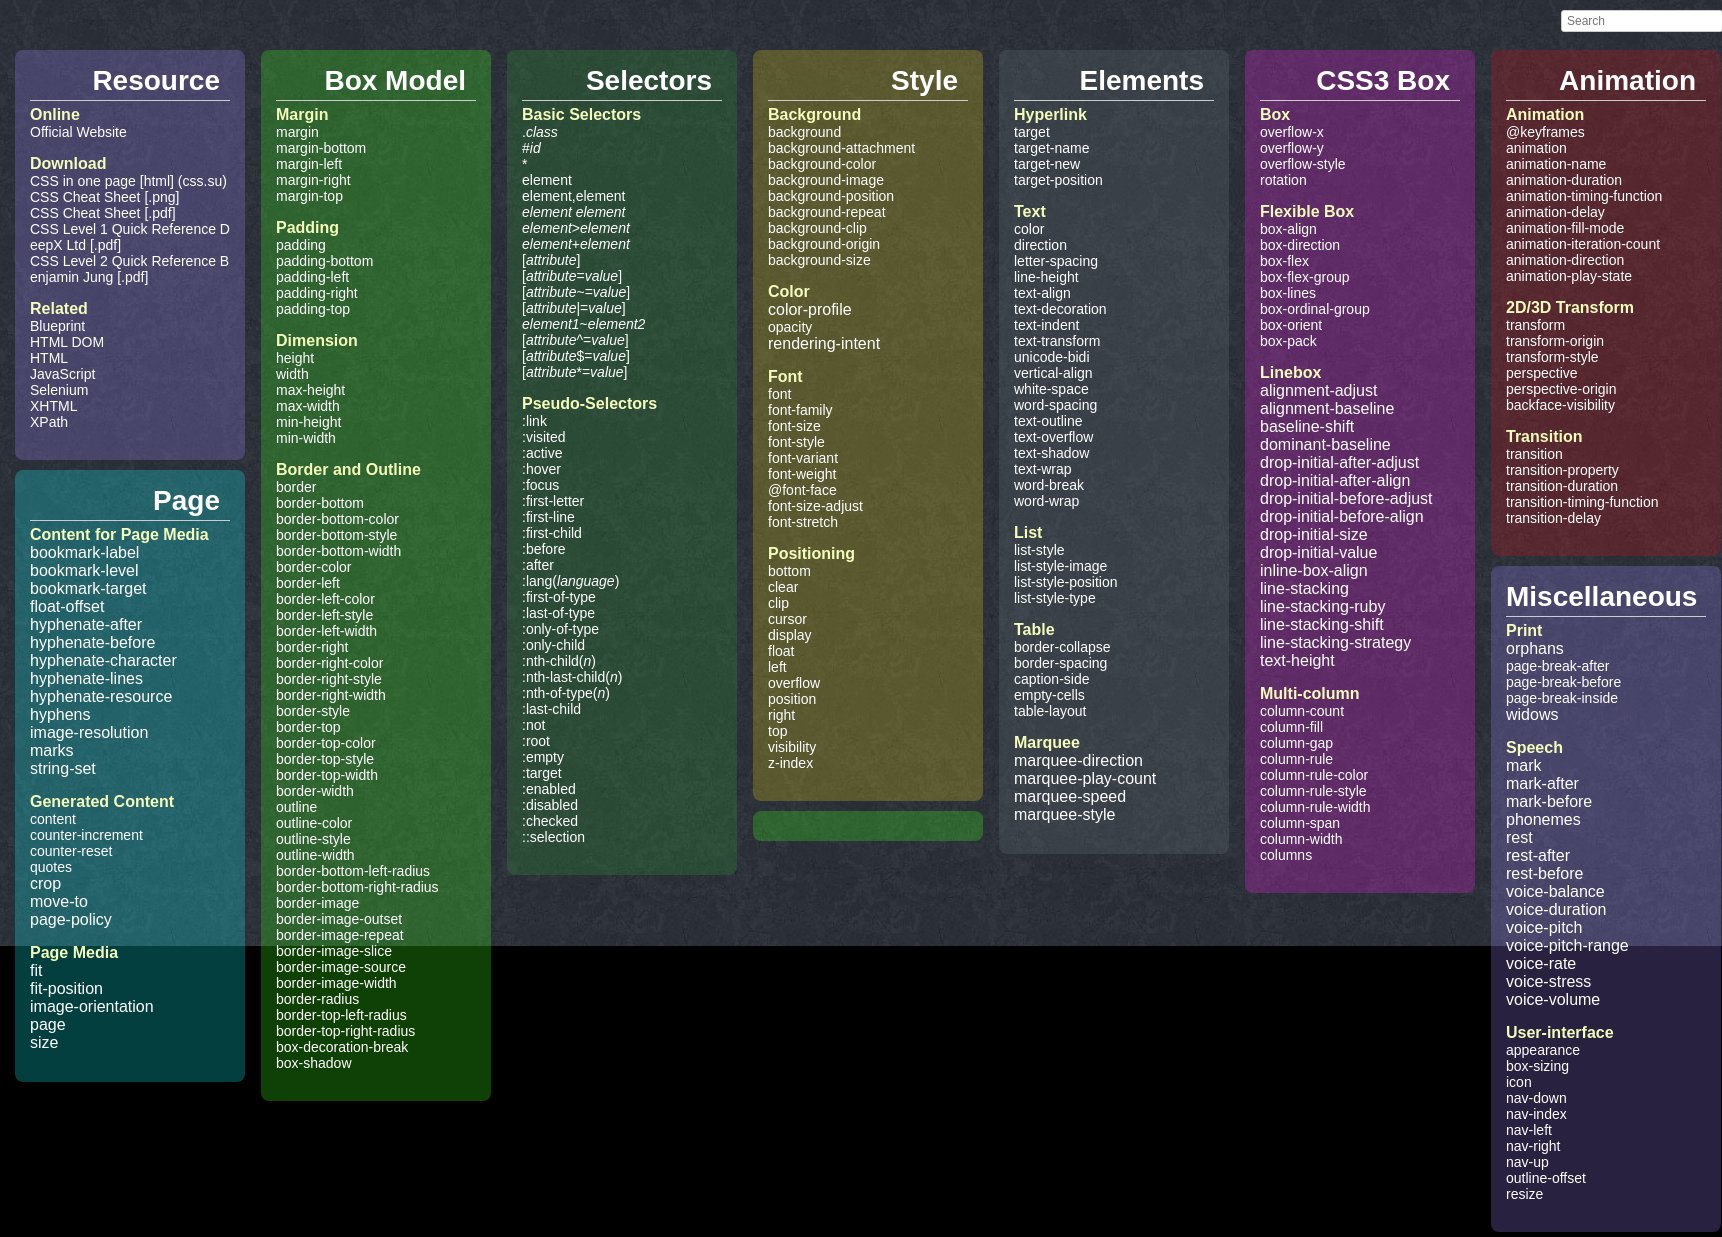 Search
Resource
Online
Official Website
Download
CSS in one page [html] (css.su)
CSS Cheat Sheet [.png]
CSS Cheat Sheet [.pdf]
CSS Level 1 Quick Reference D
eepX Ltd [.pdf]
CSS Level 2 Quick Reference B
enjamin Jung [.pdf]
Related
Blueprint
HTML DOM
HTML
JavaScript
Selenium
XHTML
XPath
Page
Content for Page Media
bookmark-label
bookmark-level
bookmark-target
float-offset
hyphenate-after
hyphenate-before
hyphenate-character
hyphenate-lines
hyphenate-resource
hyphens
image-resolution
marks
string-set
Generated Content
content
counter-increment
counter-reset
quotes
crop
move-to
page-policy
Page Media
fit
fit-position
image-orientation
page
size
Box Model
Margin
margin
margin-bottom
margin-left
margin-right
margin-top
Padding
padding
padding-bottom
padding-left
padding-right
padding-top
Dimension
height
width
max-height
max-width
min-height
min-width
Border and Outline
border
border-bottom
border-bottom-color
border-bottom-style
border-bottom-width
border-color
border-left
border-left-color
border-left-style
border-left-width
border-right
border-right-color
border-right-style
border-right-width
border-style
border-top
border-top-color
border-top-style
border-top-width
border-width
outline
outline-color
outline-style
outline-width
border-bottom-left-radius
border-bottom-right-radius
border-image
border-image-outset
border-image-repeat
border-image-slice
border-image-source
border-image-width
border-radius
border-top-left-radius
border-top-right-radius
box-decoration-break
box-shadow
Selectors
Basic Selectors
.class
#id
*
element
element,element
element element
element>element
element+element
[attribute]
[attribute=value]
[attribute~=value]
[attribute|=value]
element1~element2
[attribute^=value]
[attribute$=value]
[attribute*=value]
Pseudo-Selectors
:link
:visited
:active
:hover
:focus
:first-letter
:first-line
:first-child
:before
:after
:lang(language)
:first-of-type
:last-of-type
:only-of-type
:only-child
:nth-child(n)
:nth-last-child(n)
:nth-of-type(n)
:last-child
:not
:root
:empty
:target
:enabled
:disabled
:checked
::selection
Style
Background
background
background-attachment
background-color
background-image
background-position
background-repeat
background-clip
background-origin
background-size
Color
color-profile
opacity
rendering-intent
Font
font
font-family
font-size
font-style
font-variant
font-weight
@font-face
font-size-adjust
font-stretch
Positioning
bottom
clear
clip
cursor
display
float
left
overflow
position
right
top
visibility
z-index
Elements
Hyperlink
target
target-name
target-new
target-position
Text
color
direction
letter-spacing
line-height
text-align
text-decoration
text-indent
text-transform
unicode-bidi
vertical-align
white-space
word-spacing
text-outline
text-overflow
text-shadow
text-wrap
word-break
word-wrap
List
list-style
list-style-image
list-style-position
list-style-type
Table
border-collapse
border-spacing
caption-side
empty-cells
table-layout
Marquee
marquee-direction
marquee-play-count
marquee-speed
marquee-style
CSS3 Box
Box
overflow-x
overflow-y
overflow-style
rotation
Flexible Box
box-align
box-direction
box-flex
box-flex-group
box-lines
box-ordinal-group
box-orient
box-pack
Linebox
alignment-adjust
alignment-baseline
baseline-shift
dominant-baseline
drop-initial-after-adjust
drop-initial-after-align
drop-initial-before-adjust
drop-initial-before-align
drop-initial-size
drop-initial-value
inline-box-align
line-stacking
line-stacking-ruby
line-stacking-shift
line-stacking-strategy
text-height
Multi-column
column-count
column-fill
column-gap
column-rule
column-rule-color
column-rule-style
column-rule-width
column-span
column-width
columns
Animation
Animation
@keyframes
animation
animation-name
animation-duration
animation-timing-function
animation-delay
animation-fill-mode
animation-iteration-count
animation-direction
animation-play-state
2D/3D Transform
transform
transform-origin
transform-style
perspective
perspective-origin
backface-visibility
Transition
transition
transition-property
transition-duration
transition-timing-function
transition-delay
Miscellaneous
Print
orphans
page-break-after
page-break-before
page-break-inside
widows
Speech
mark
mark-after
mark-before
phonemes
rest
rest-after
rest-before
voice-balance
voice-duration
voice-pitch
voice-pitch-range
voice-rate
voice-stress
voice-volume
User-interface
appearance
box-sizing
icon
nav-down
nav-index
nav-left
nav-right
nav-up
outline-offset
resize